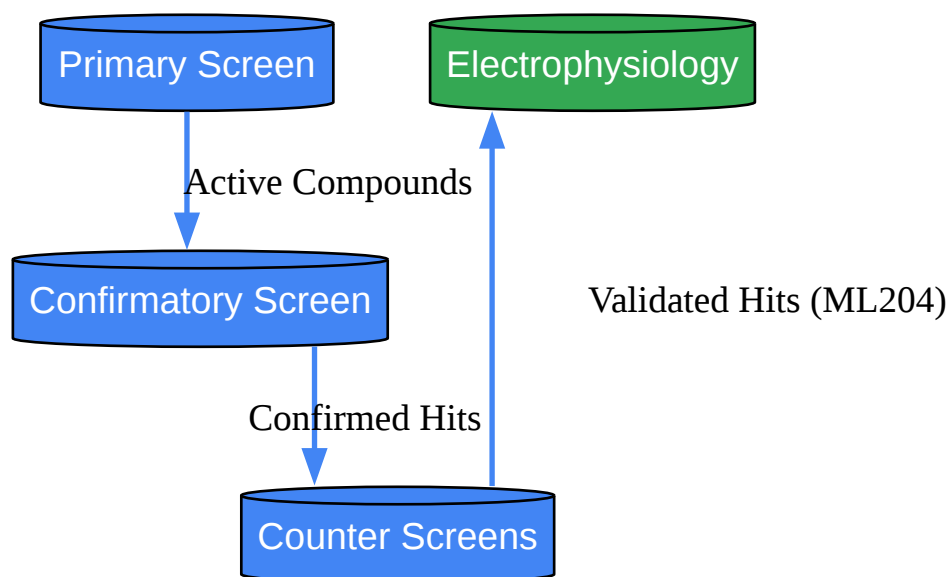 Primary Screen
Electrophysiology
Active Compounds
Confirmatory Screen
Validated Hits (ML204)
Confirmed Hits
Counter Screens